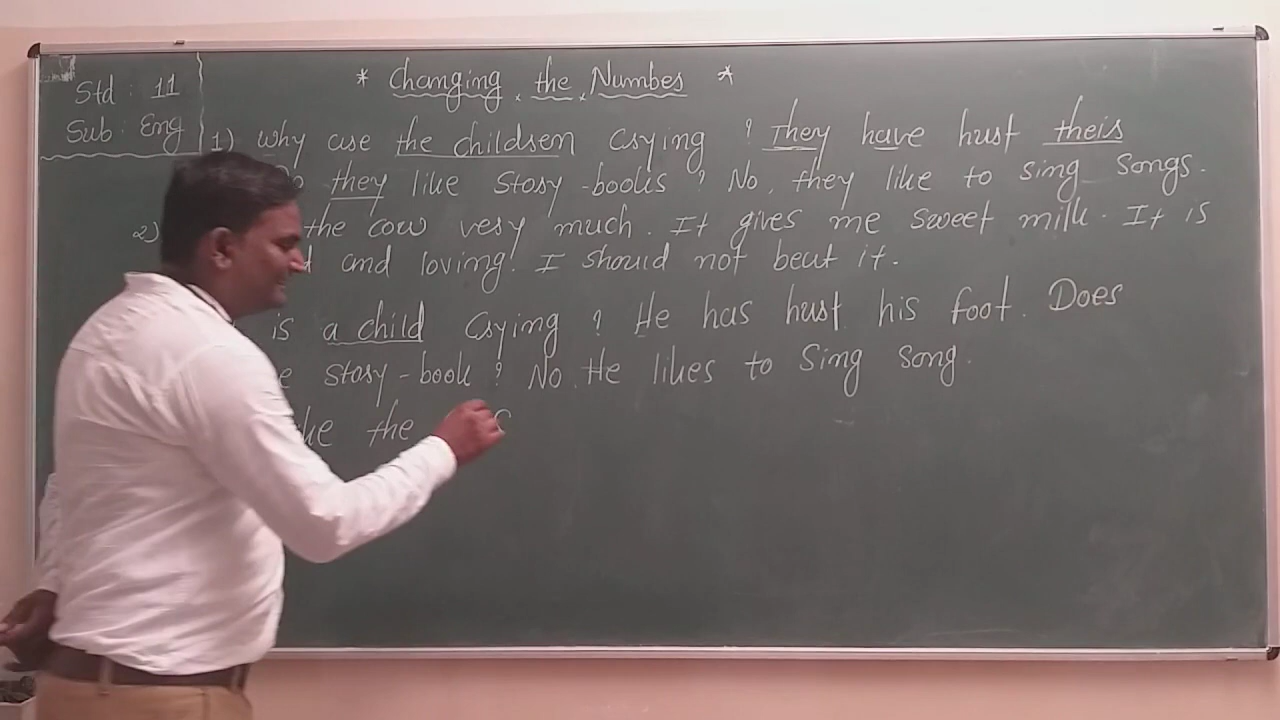 Std : 11
Sub : Eng
* Changing the Number *
1) Why are the children Crying ? They have hurt their
they like Story-books ? No, they like to sing Songs.
2) the cow very much. It gives me sweet milk. It is
and loving. I should not beat it.
is a child Crying ? He has hurt his foot. Does
Story-book ? No. He likes to Sing Song.
the